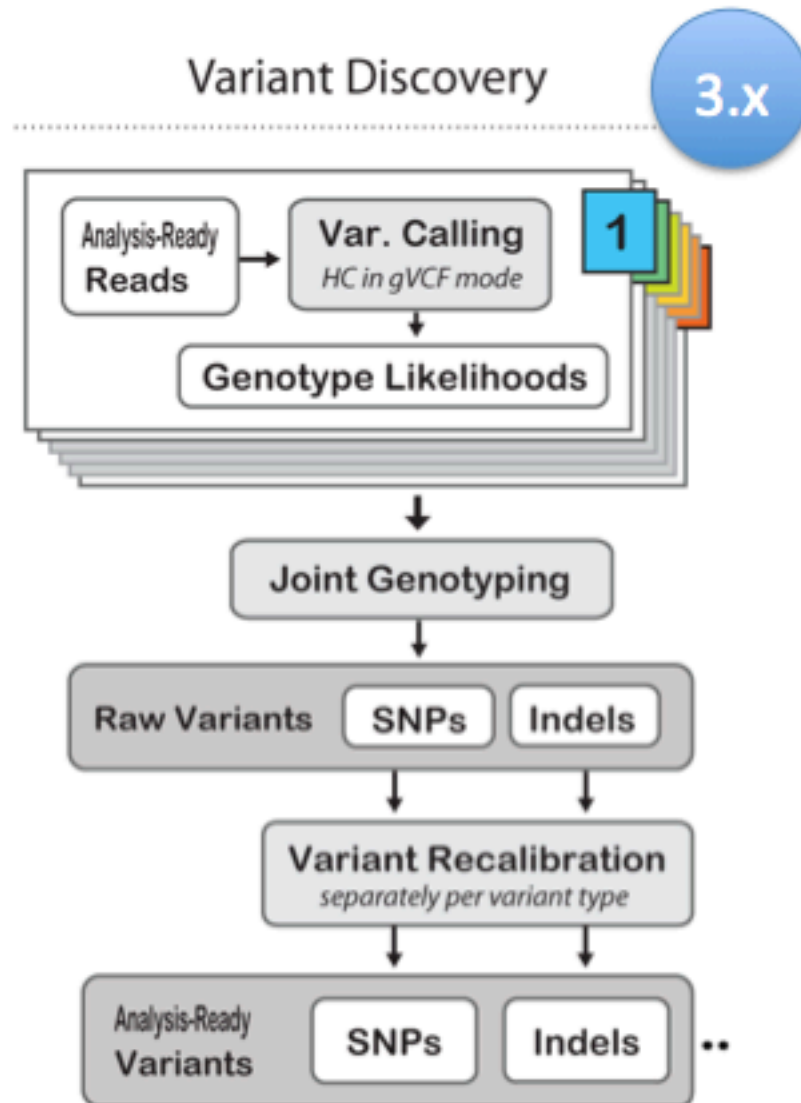 Variant Discovery
3.x
Analysis-Ready
Reads
Var. Calling
HC in gVCF mode
1
Genotype Likelihoods
Joint Genotyping
Raw Variants
SNPs
Indels
Variant Recalibration
separately per variant type
Analysis-Ready
Variants
SNPs
Indels